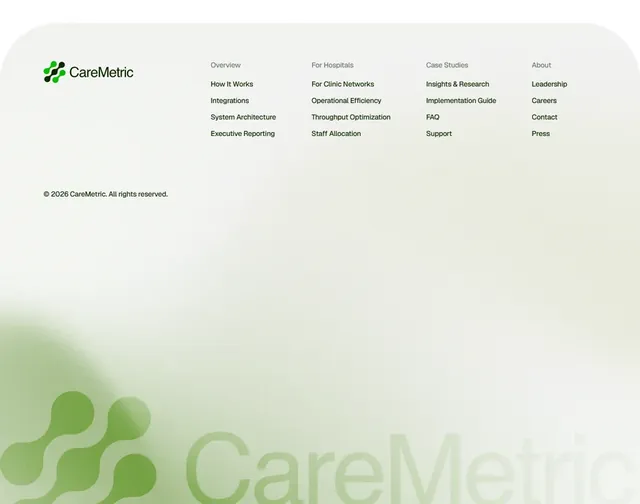 CareMetric
Overview
How It Works
Integrations
System Architecture
Executive Reporting
For Hospitals
For Clinic Networks
Operational Efficiency
Throughput Optimization
Staff Allocation
Case Studies
Insights & Research
Implementation Guide
FAQ
Support
About
Leadership
Careers
Contact
Press
© 2026 CareMetric. All rights reserved.
CareMetric